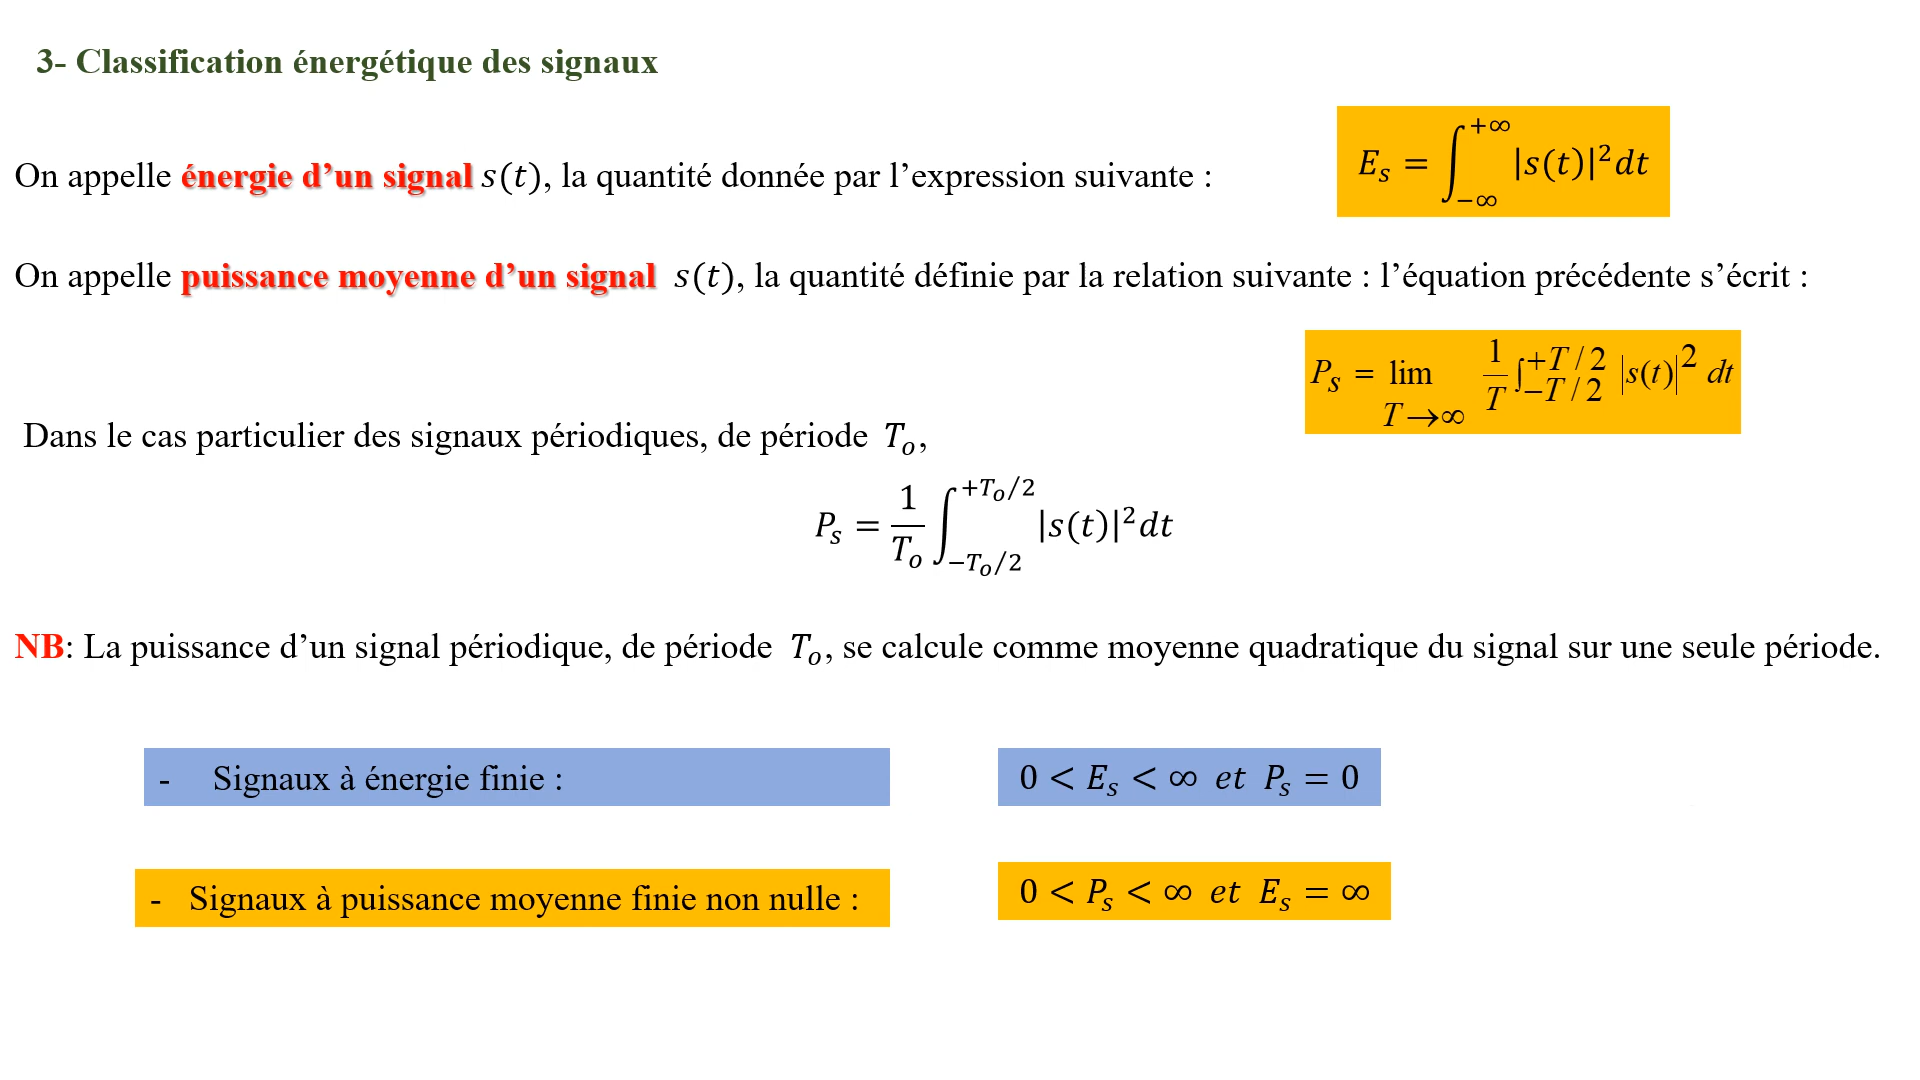 3- Classification énergétique des signaux
On appelle énergie d’un signal s(t), la quantité donnée par l’expression suivante :
E_s = ∫_{−∞}^{+∞} |s(t)|² dt
On appelle puissance moyenne d’un signal s(t), la quantité définie par la relation suivante : l’équation précédente s’écrit :
P_s = lim_{T→∞} 1/T ∫_{−T/2}^{+T/2} |s(t)|² dt
Dans le cas particulier des signaux périodiques, de période T_o,
P_s = 1/T_o ∫_{−T_o/2}^{+T_o/2} |s(t)|² dt
NB: La puissance d’un signal périodique, de période T_o, se calcule comme moyenne quadratique du signal sur une seule période.
- Signaux à énergie finie :
0 < E_s < ∞ et P_s = 0
- Signaux à puissance moyenne finie non nulle :
0 < P_s < ∞ et E_s = ∞